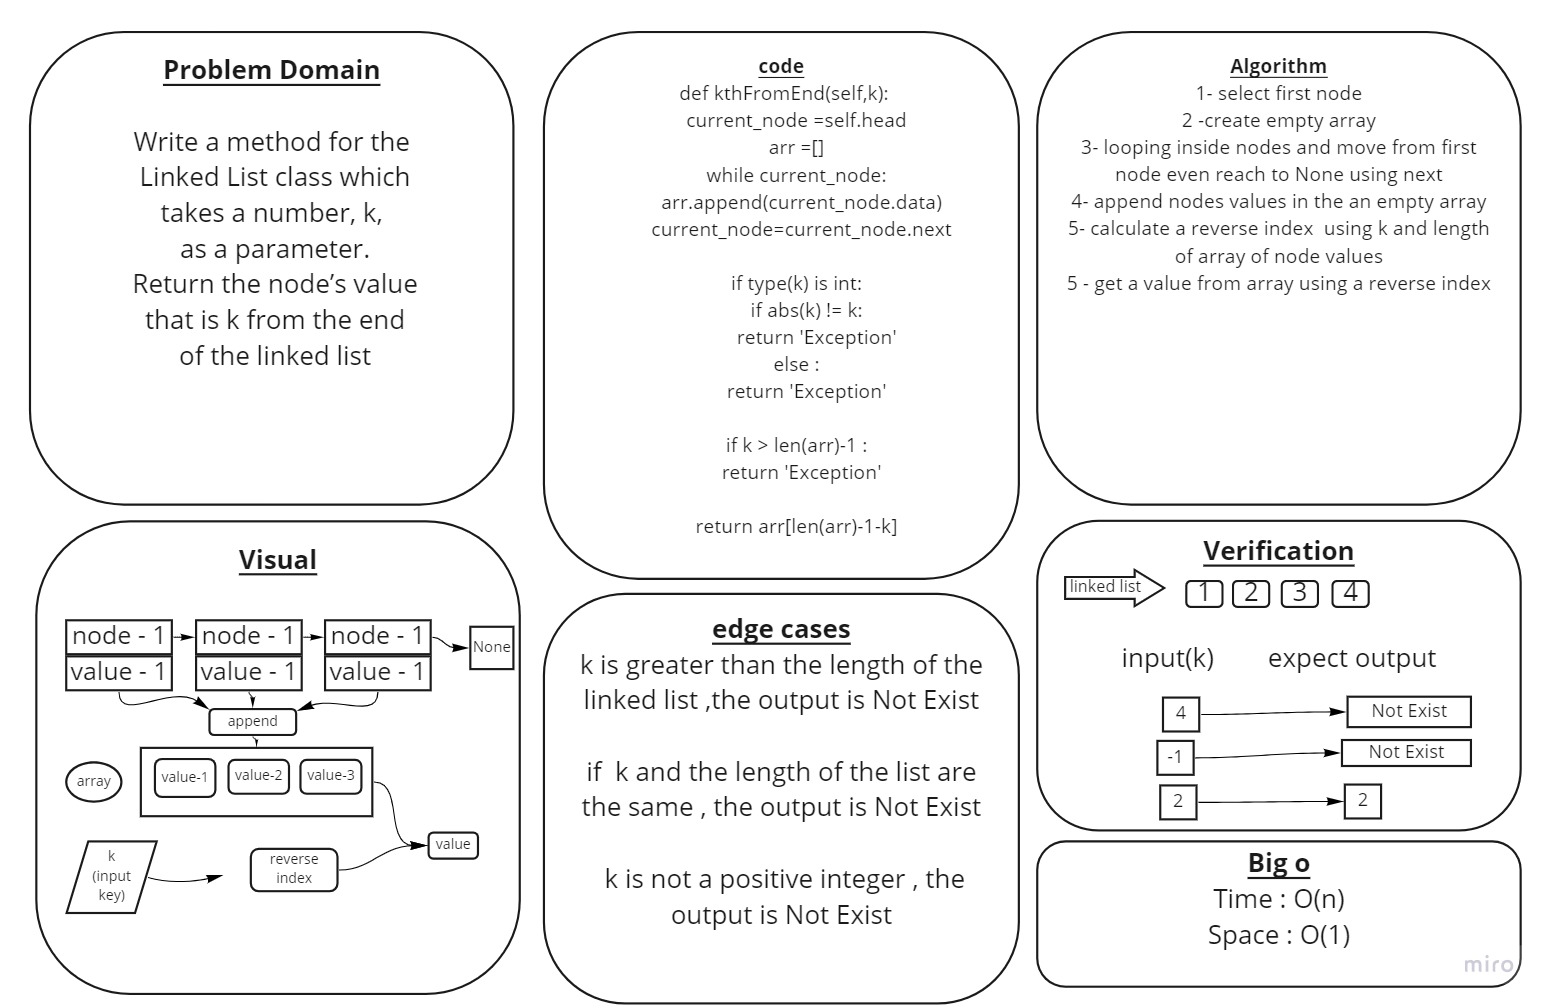 Problem Domain
Write a method for the
Linked List class which
takes a number, k,
as a parameter.
Return the node’s value
that is k from the end
of the linked list
code
def kthFromEnd(self,k):
current_node =self.head
arr =[]
while current_node:
arr.append(current_node.data)
current_node=current_node.next
if type(k) is int:
if abs(k) != k:
return 'Exception'
else :
return 'Exception'
if k > len(arr)-1 :
return 'Exception'
return arr[len(arr)-1-k]
Algorithm
1- select first node
2 -create empty array
3- looping inside nodes and move from first
node even reach to None using next
4- append nodes values in the an empty array
5- calculate a reverse index  using k and length
of array of node values
5 - get a value from array using a reverse index
Visual
node - 1 node - 1 node - 1 None
value - 1 value - 1 value - 1
append
array value-1 value-2 value-3
value
k
(input
key)
reverse
index
edge cases
k is greater than the length of the
linked list ,the output is Not Exist
if  k and the length of the list are
the same , the output is Not Exist
k is not a positive integer , the
output is Not Exist
Verification
linked list 1 2 3 4
input(k) expect output
4 Not Exist
-1 Not Exist
2 2
Big o
Time : O(n)
Space : O(1)
miro